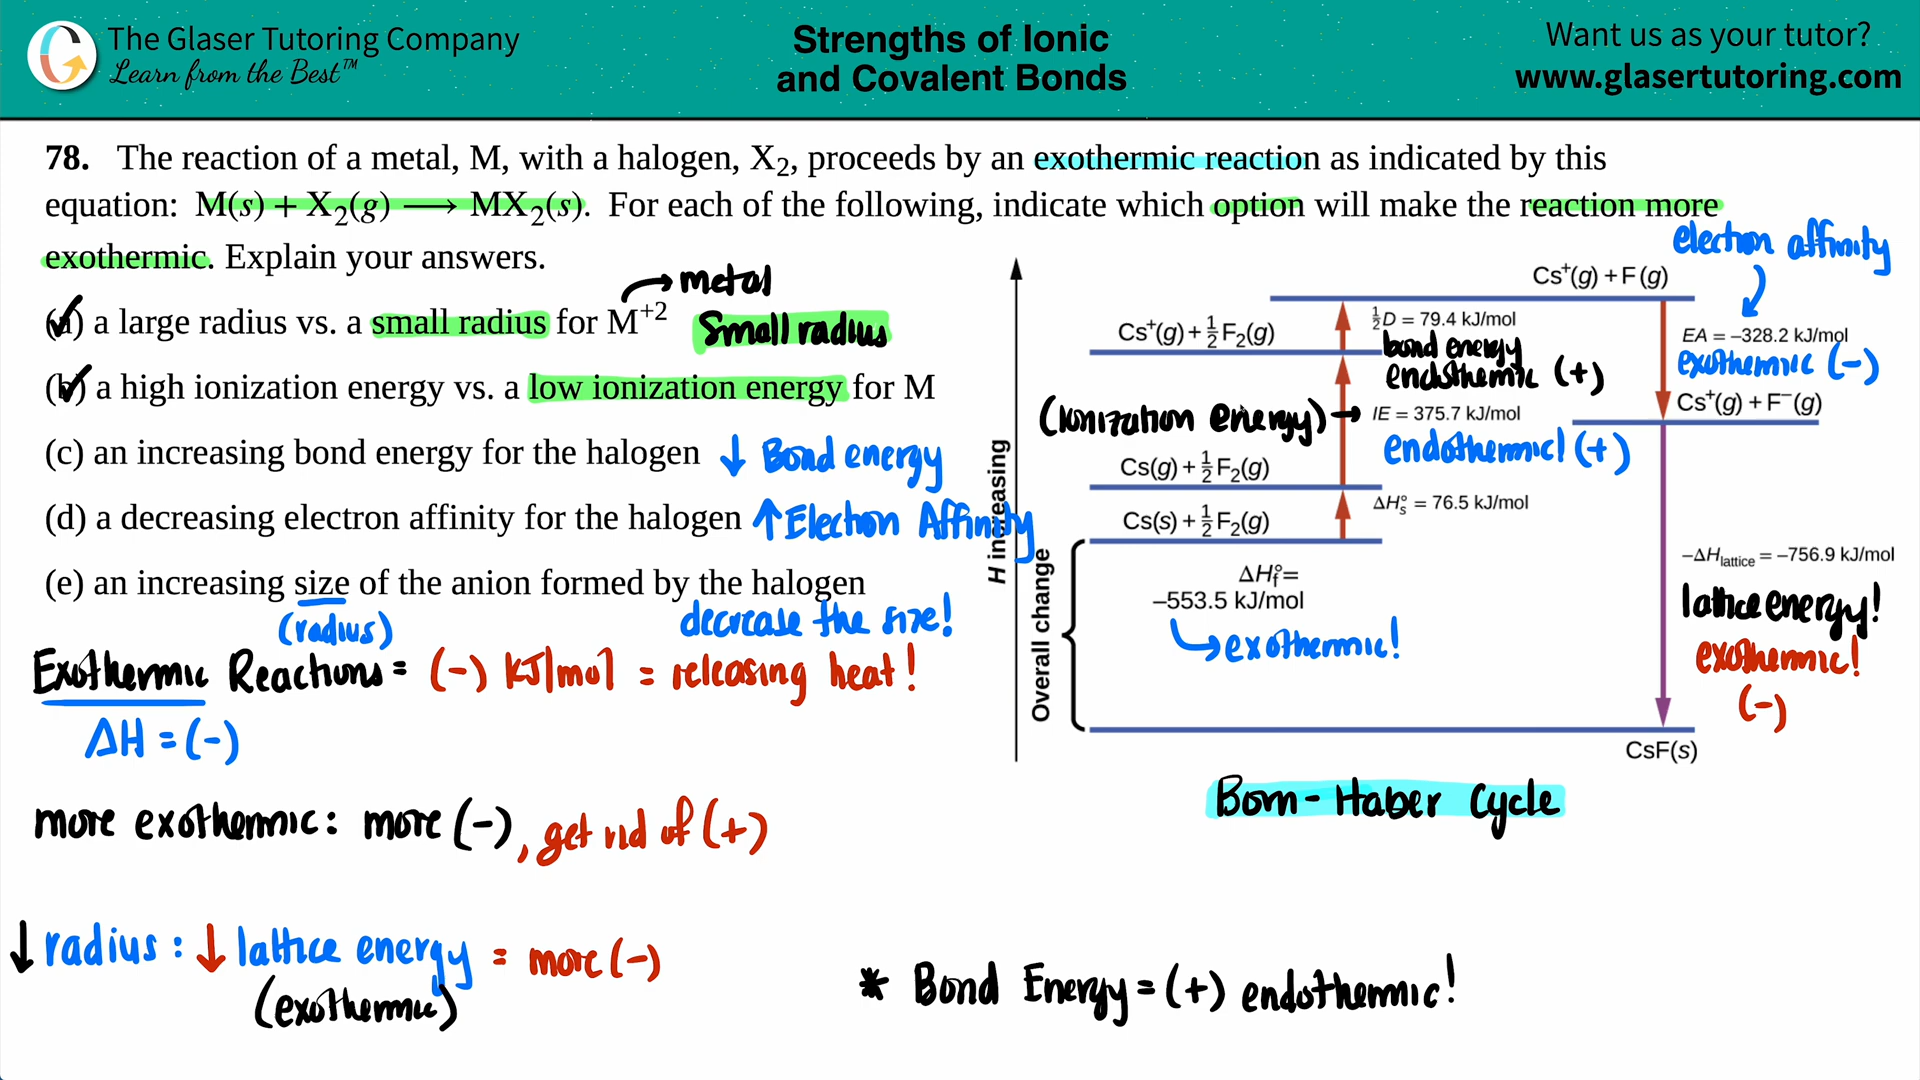 The Glaser Tutoring Company
Learn from the Best™
Strengths of Ionic
and Covalent Bonds
Want us as your tutor?
www.glasertutoring.com
78. The reaction of a metal, M, with a halogen, X₂, proceeds by an exothermic reaction as indicated by this
equation: M(s) + X₂(g) ⟶ MX₂(s). For each of the following, indicate which option will make the reaction more
exothermic. Explain your answers.
→ metal
(a) a large radius vs. a small radius for M⁺² Small radius
(b) a high ionization energy vs. a low ionization energy for M
(c) an increasing bond energy for the halogen ↓ Bond energy
(d) a decreasing electron affinity for the halogen ↑ Electron Affinity
(e) an increasing size of the anion formed by the halogen
(radius)
decrease the size!
Exothermic Reactions = (-) kJ/mol = releasing heat!
ΔH = (-)
more exothermic: more (-), get rid of (+)
↓ radius: ↓ lattice energy = more (-)
(exothermic)
* Bond Energy = (+) endothermic!
H increasing
Overall change
electron affinity
Cs⁺(g) + F(g)
½D = 79.4 kJ/mol
bond energy
endothermic (+)
Cs⁺(g) + ½F₂(g)
EA = –328.2 kJ/mol
exothermic (-)
Cs⁺(g) + F⁻(g)
(Ionization energy) →
IE = 375.7 kJ/mol
endothermic! (+)
Cs(g) + ½F₂(g)
ΔH°ₛ = 76.5 kJ/mol
Cs(s) + ½F₂(g)
ΔH°f =
–553.5 kJ/mol
exothermic!
–ΔHlattice = –756.9 kJ/mol
lattice energy!
exothermic!
(-)
CsF(s)
Born-Haber Cycle